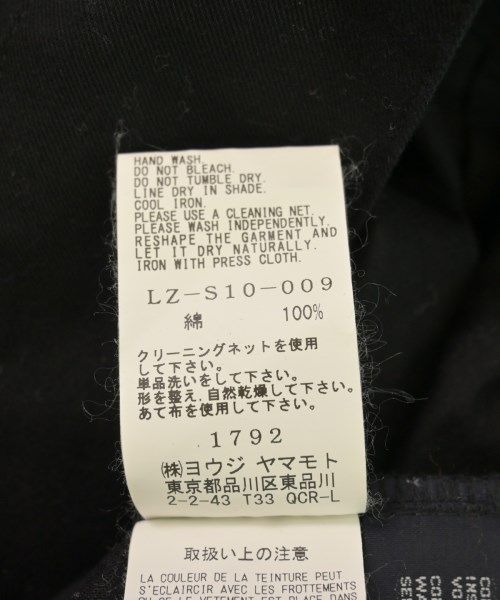 HAND WASH.
DO NOT BLEACH.
DO NOT TUMBLE DRY.
LINE DRY IN SHADE.
COOL IRON.
PLEASE USE A CLEANING NET.
PLEASE WASH INDEPENDENTLY.
RESHAPE THE GARMENT AND
LET IT DRY NATURALLY.
IRON WITH PRESS CLOTH.
LZ-S10-009
綿 100%
クリーニングネットを使用
して下さい。
単品洗いをして下さい。
形を整え、自然乾燥して下さい。
あて布を使用して下さい。
1792
㈱ヨウジ ヤマモト
東京都品川区東品川
2-2-43 T33 QCR-L
取扱い上の注意
LA COULEUR DE LA TEINTURE PEUT
S'ECLAIRCIR AVEC LES FROTTEMENTS